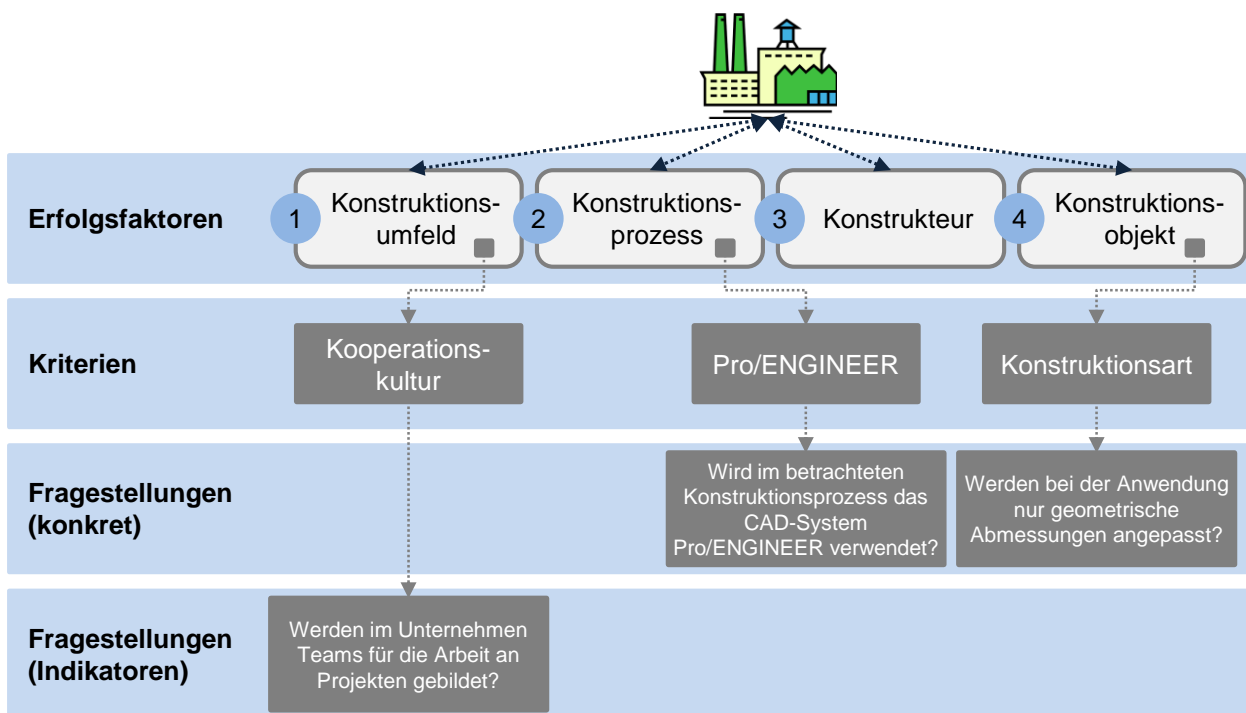 Erfolgsfaktoren
1
Konstruktions-
umfeld
2
Konstruktions-
prozess
3
Konstrukteur
4
Konstruktions-
objekt
Kriterien
Kooperations-
kultur
Pro/ENGINEER
Konstruktionsart
Fragestellungen
(konkret)
Wird im betrachteten
Konstruktionsprozess das
CAD-System
Pro/ENGINEER verwendet?
Werden bei der Anwendung
nur geometrische
Abmessungen angepasst?
Fragestellungen
(Indikatoren)
Werden im Unternehmen
Teams für die Arbeit an
Projekten gebildet?